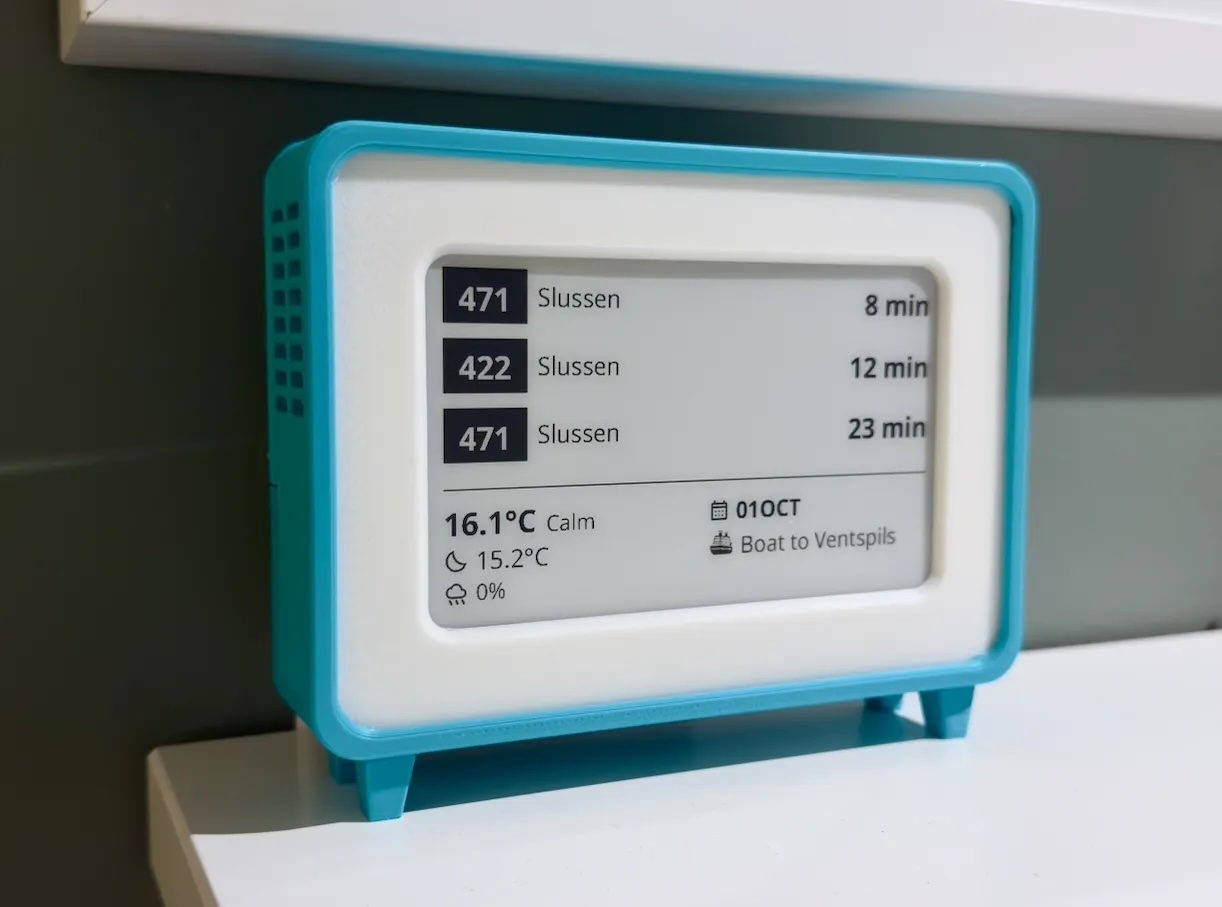 471 Slussen 8 min
422 Slussen 12 min
471 Slussen 23 min
16.1°C Calm
15.2°C
0%
01OCT
Boat to Ventspils